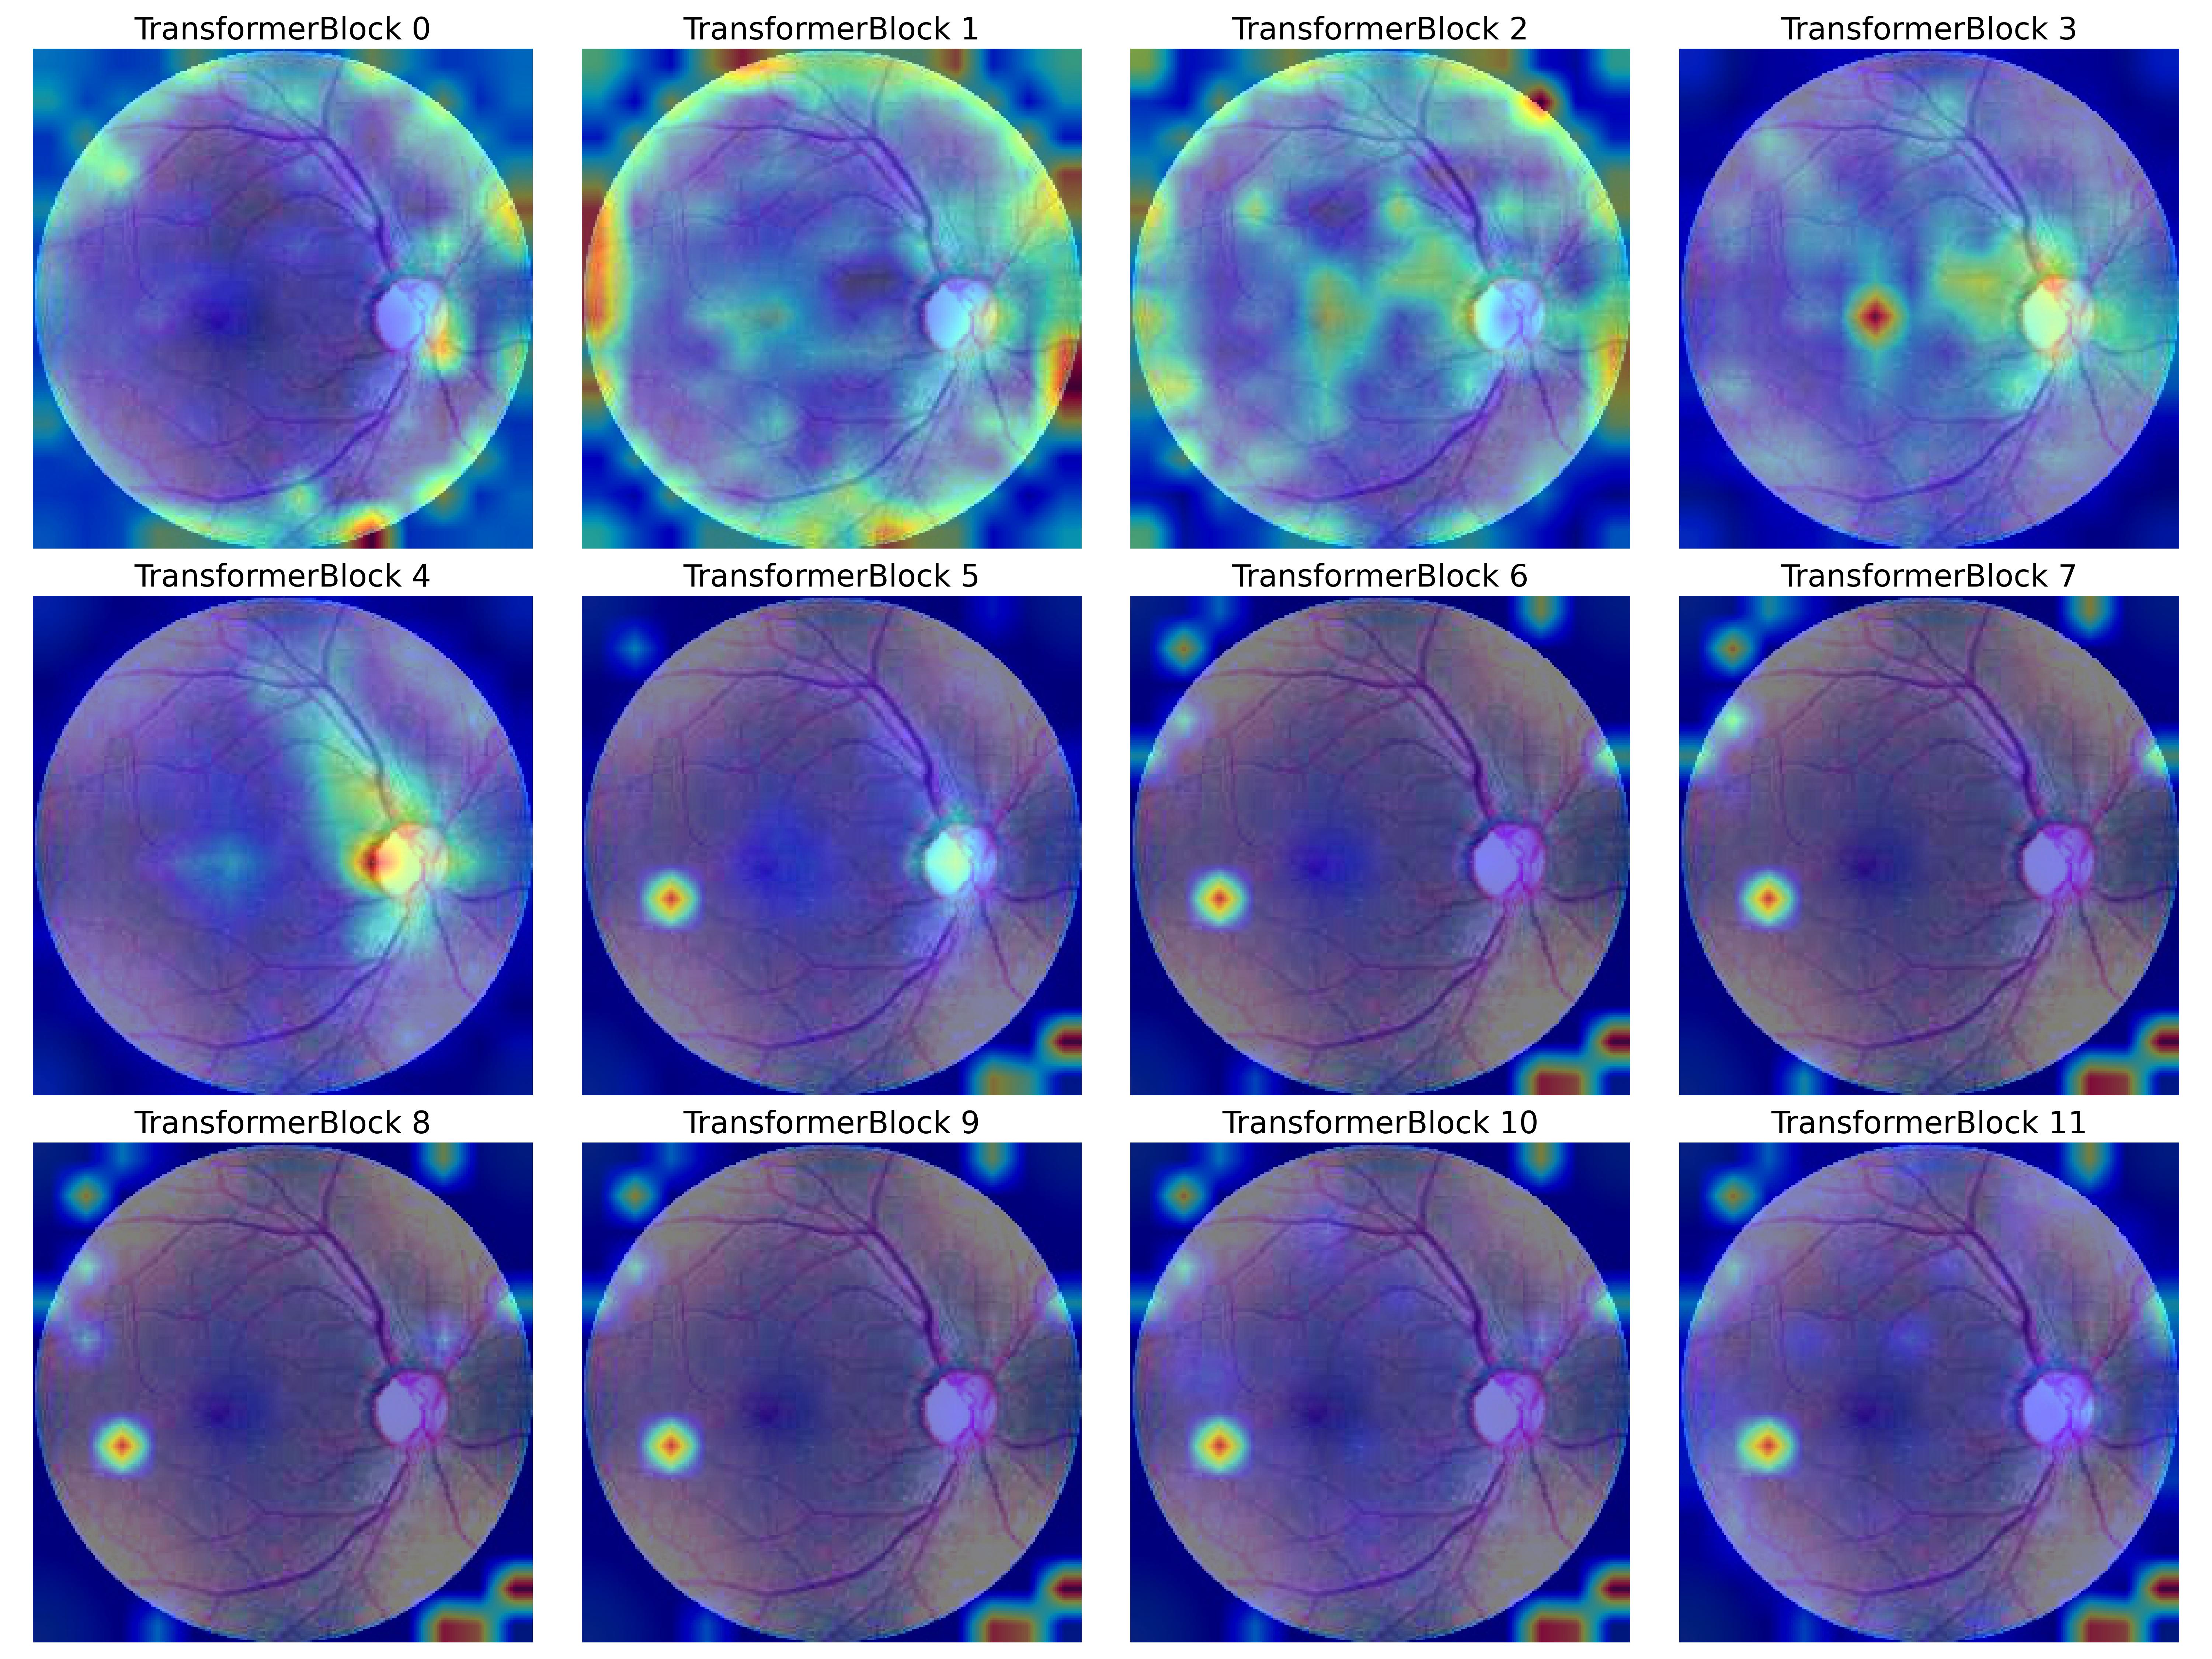 TransformerBlock 0
TransformerBlock 1
TransformerBlock 2
TransformerBlock 3
TransformerBlock 4
TransformerBlock 5
TransformerBlock 6
TransformerBlock 7
TransformerBlock 8
TransformerBlock 9
TransformerBlock 10
TransformerBlock 11